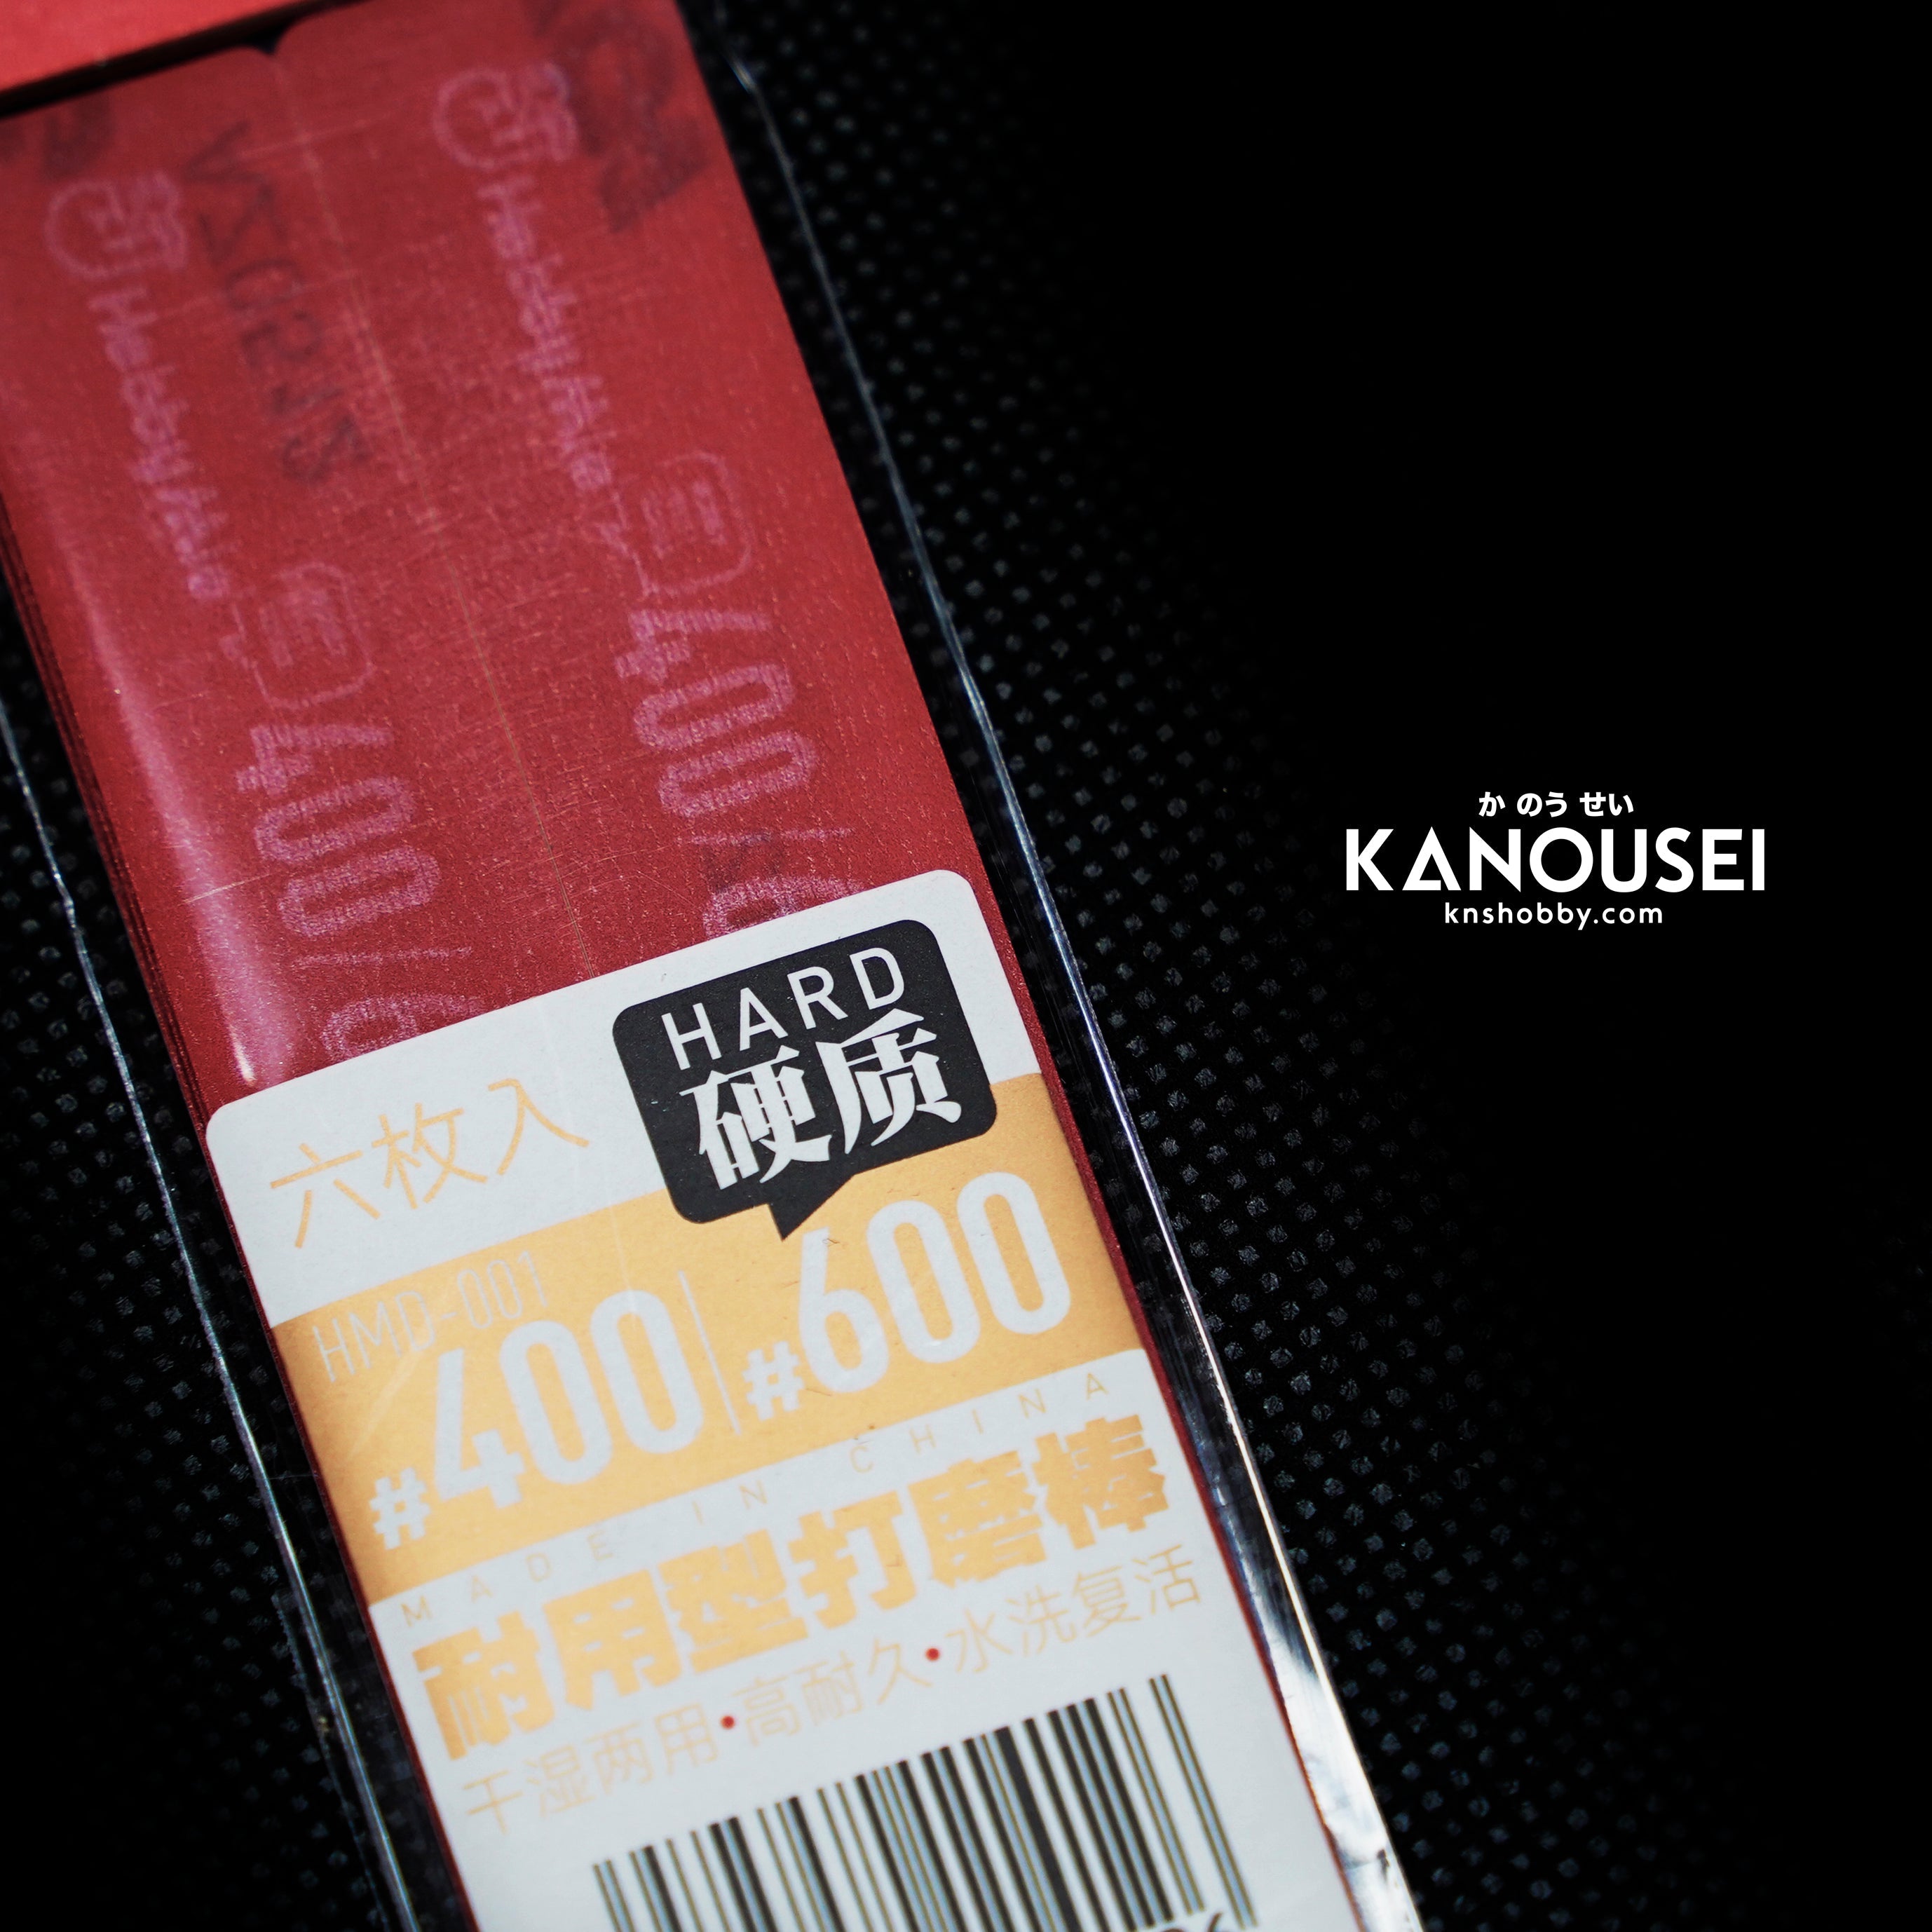 HobbyMio
400/6
HobbyMio
400/6
HARD
硬质
六枚入
HMD-001
#400 | #600
MADE IN CHINA
耐用型打磨棒
干湿两用•高耐久•水洗复活
か のう せい
KANOUSEI
knshobby.com